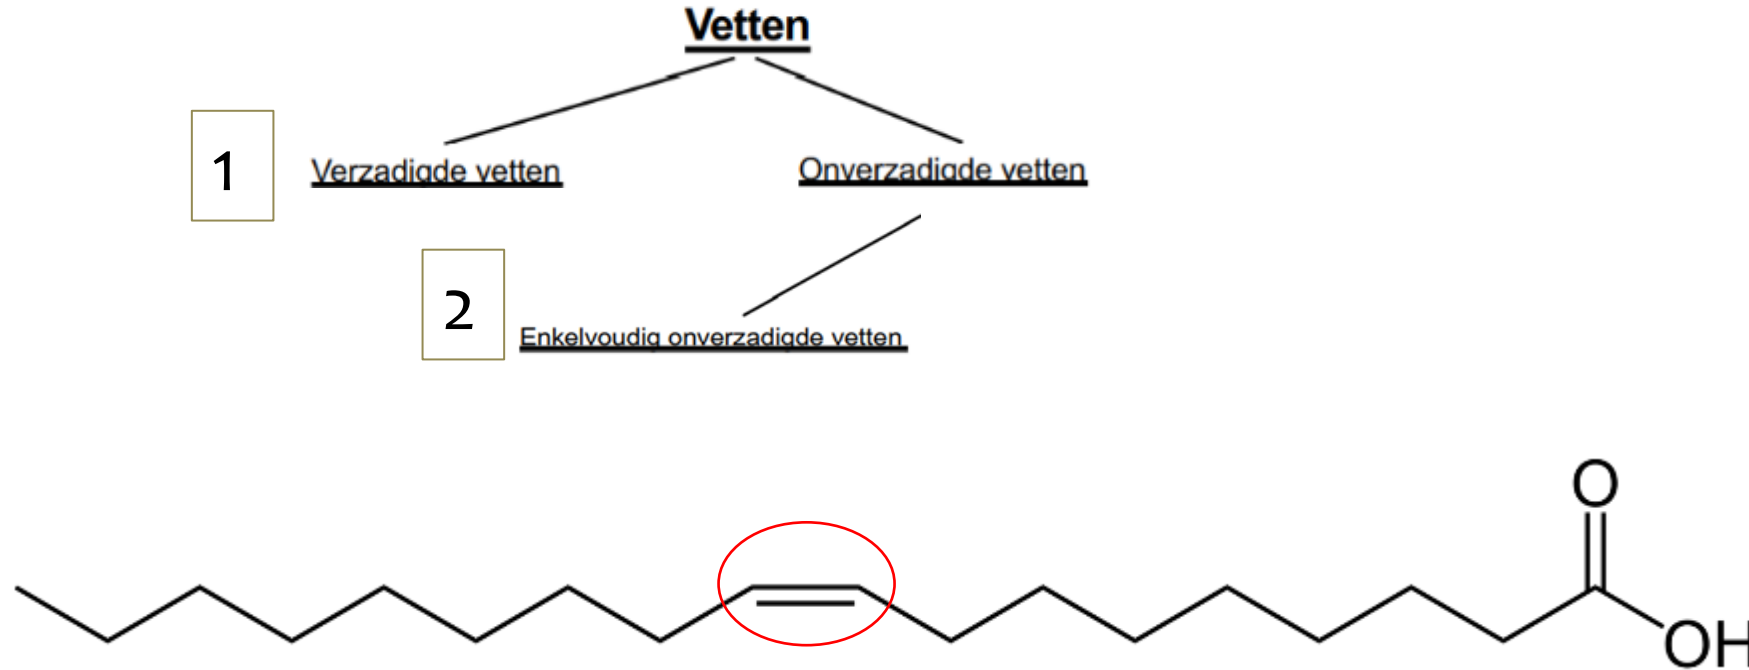 Vetten
1 Verzadigde vetten Onverzadigde vetten
2 Enkelvoudig onverzadigde vetten
O
OH